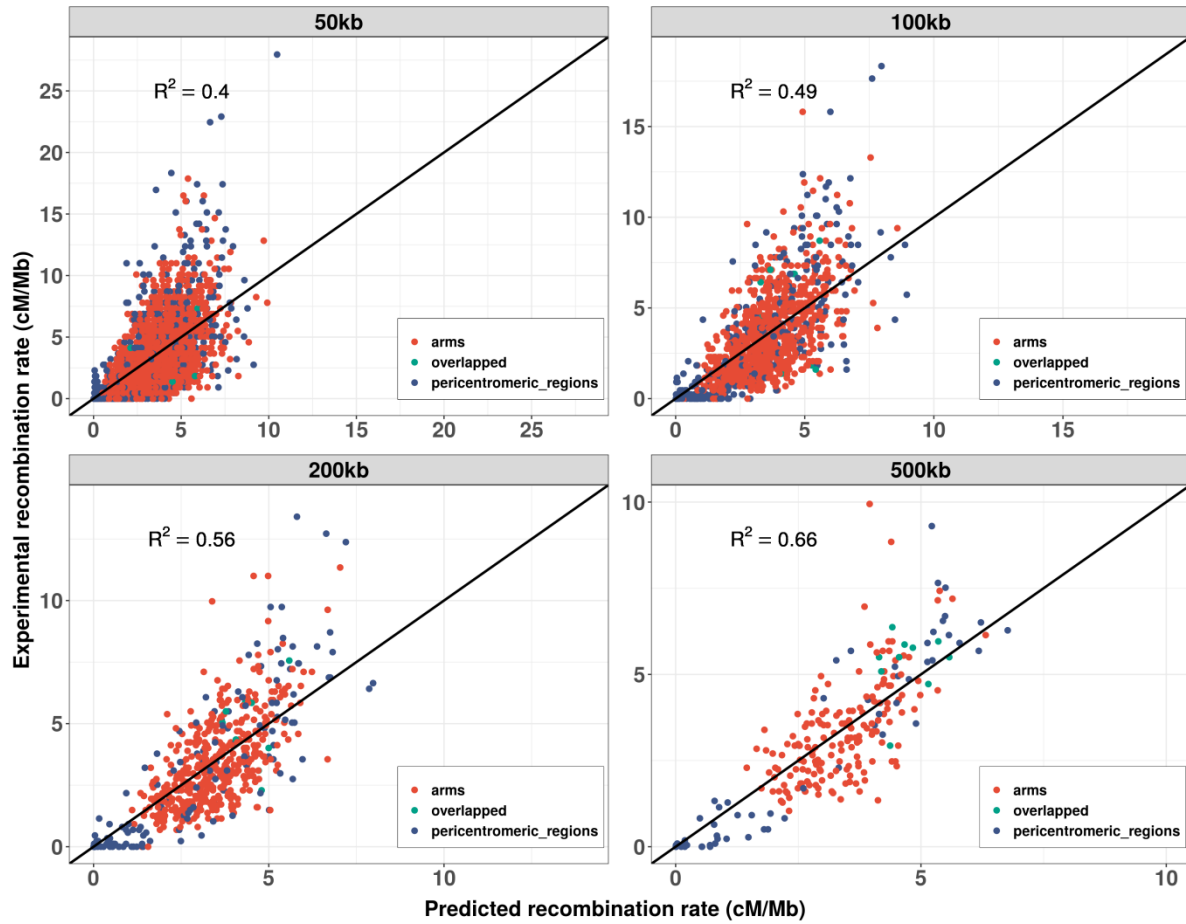 50kb
100kb
R² = 0.4
R² = 0.49
25
20
15
10
5
0
15
10
5
0
arms
overlapped
pericentromeric_regions
arms
overlapped
pericentromeric_regions
0 5 10 15 20 25
0 5 10 15
200kb
500kb
R² = 0.56
R² = 0.66
10
5
0
10
5
0
arms
overlapped
pericentromeric_regions
arms
overlapped
pericentromeric_regions
0 5 10
0 5 10
Experimental recombination rate (cM/Mb)
Predicted recombination rate (cM/Mb)